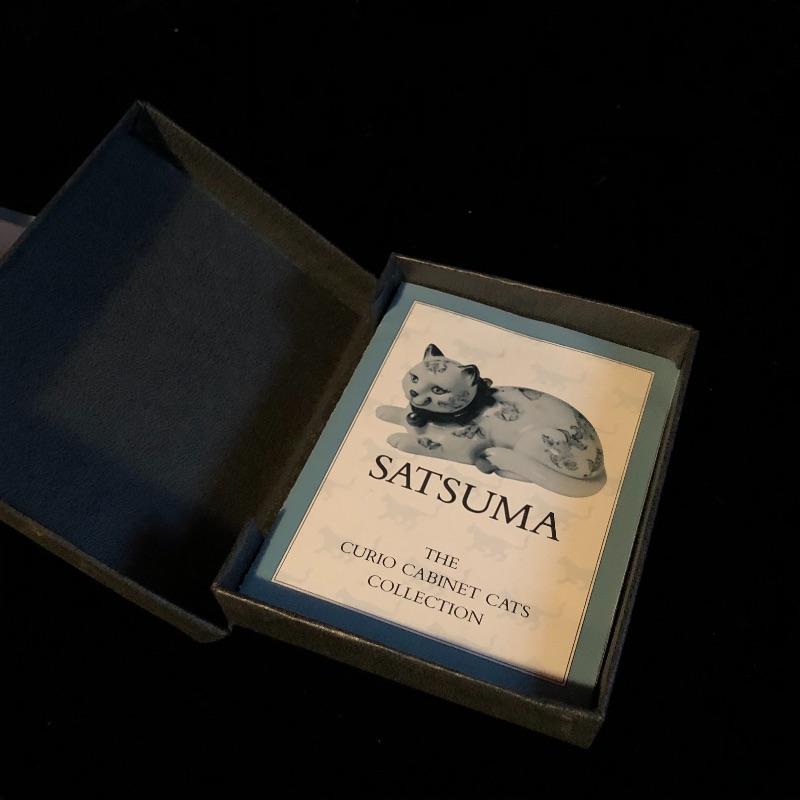 SATSUMA
THE
CURIO CABINET CATS
COLLECTION